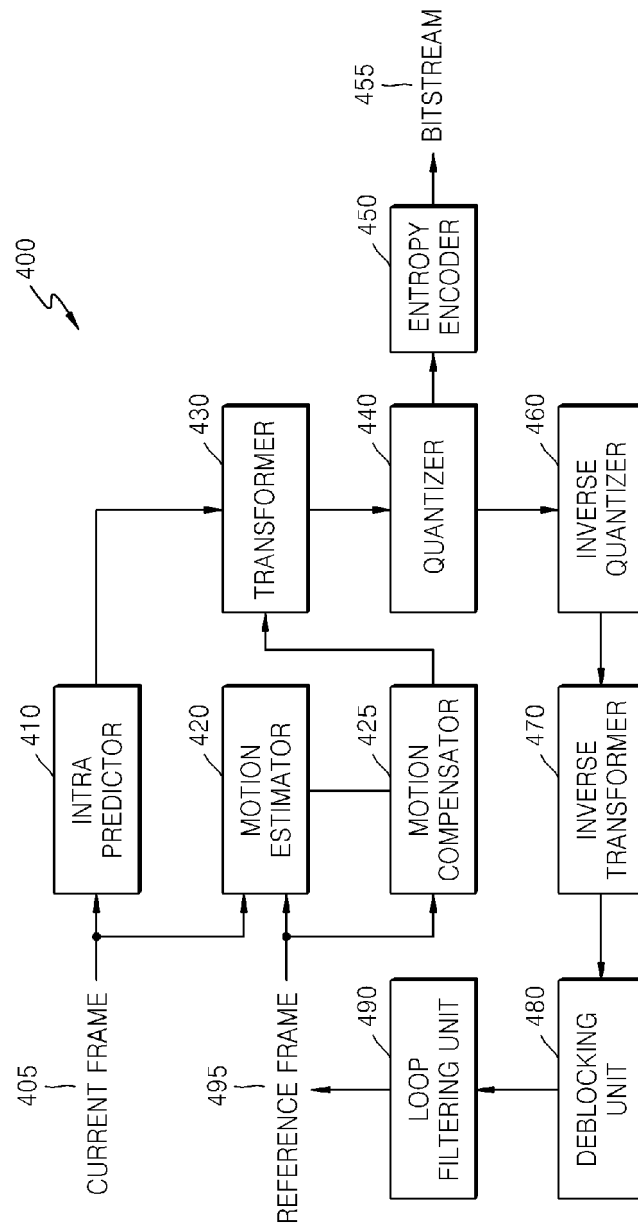 400
405
CURRENT FRAME
495
REFERENCE FRAME
410
INTRA
PREDICTOR
420
MOTION
ESTIMATOR
425
MOTION
COMPENSATOR
430
TRANSFORMER
440
QUANTIZER
450
ENTROPY
ENCODER
455
BITSTREAM
460
INVERSE
QUANTIZER
470
INVERSE
TRANSFORMER
480
DEBLOCKING
UNIT
490
LOOP
FILTERING UNIT